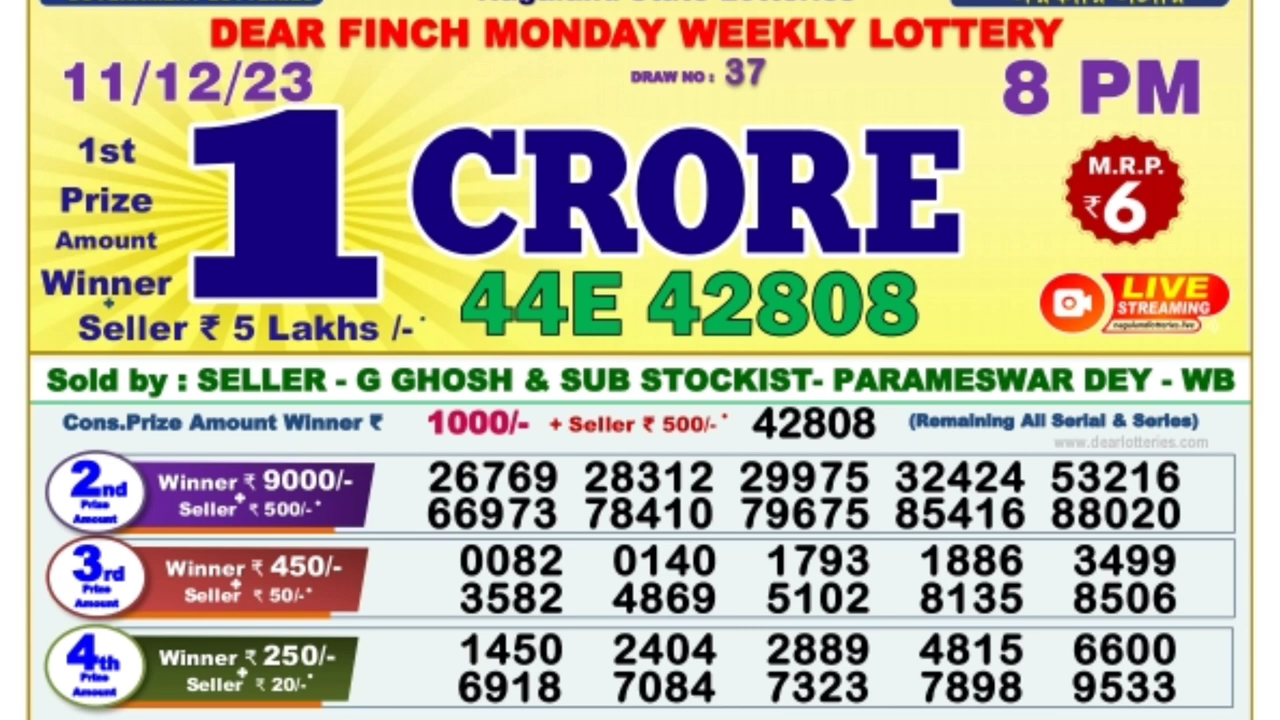 DEAR FINCH MONDAY WEEKLY LOTTERY
11/12/23
DRAW NO : 37
8 PM
1st
Prize
Amount
Winner
+
Seller ₹ 5 Lakhs /-*
1 CRORE
44E 42808
M.R.P.
₹6
LIVE
STREAMING
nagalandlotteries.live
Sold by : SELLER - G GHOSH & SUB STOCKIST- PARAMESWAR DEY - WB
Cons.Prize Amount Winner ₹ 1000/- + Seller ₹ 500/-* 42808 (Remaining All Serial & Series)
www.dearlotteries.com
2nd
Prize
Amount
Winner ₹ 9000/-
+
Seller ₹ 500/-*
26769 28312 29975 32424 53216
66973 78410 79675 85416 88020
3rd
Prize
Amount
Winner ₹ 450/-
+
Seller ₹ 50/-*
0082 0140 1793 1886 3499
3582 4869 5102 8135 8506
4th
Prize
Amount
Winner ₹ 250/-
+
Seller ₹ 20/-*
1450 2404 2889 4815 6600
6918 7084 7323 7898 9533